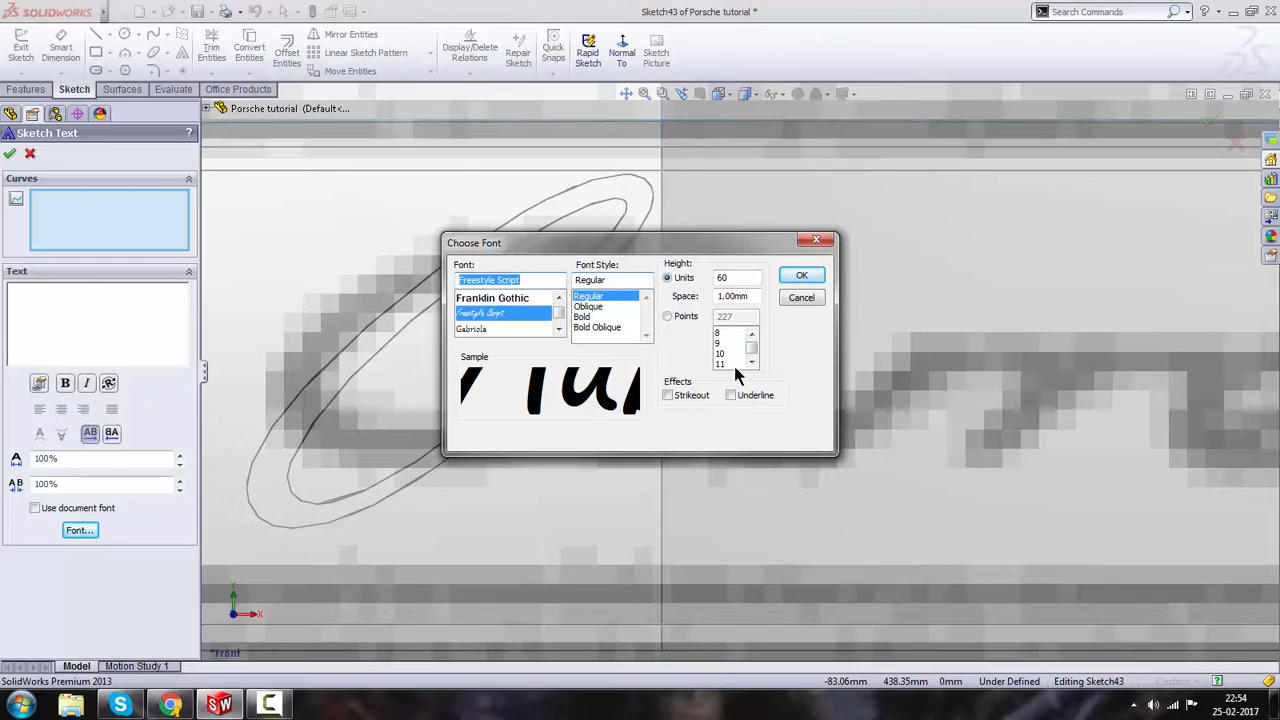 SOLIDWORKS
Sketch43 of Porsche tutorial *
Search Commands
Exit Sketch
Smart Dimension
Trim Entities
Convert Entities
Offset Entities
Mirror Entities
Linear Sketch Pattern
Move Entities
Display/Delete Relations
Repair Sketch
Quick Snaps
Rapid Sketch
Normal To
Sketch Picture
Features
Sketch
Surfaces
Evaluate
Office Products
Porsche tutorial (Default<...
Sketch Text
?
Curves
Text
B
I
100%
100%
Use document font
Font...
Choose Font
Font:
Freestyle Script
Franklin Gothic
Freestyle Script
Gabriola
Font Style:
Regular
Regular
Oblique
Bold
Bold Oblique
Height:
Units
60
Space:
1.00mm
Points
227
8
9
10
11
OK
Cancel
Sample
Effects
Strikeout
Underline
Y
X
*Front
Model
Motion Study 1
SolidWorks Premium 2013
-83.06mm
438.35mm
0mm
Under Defined
Editing Sketch43
Custom
22:54
25-02-2017